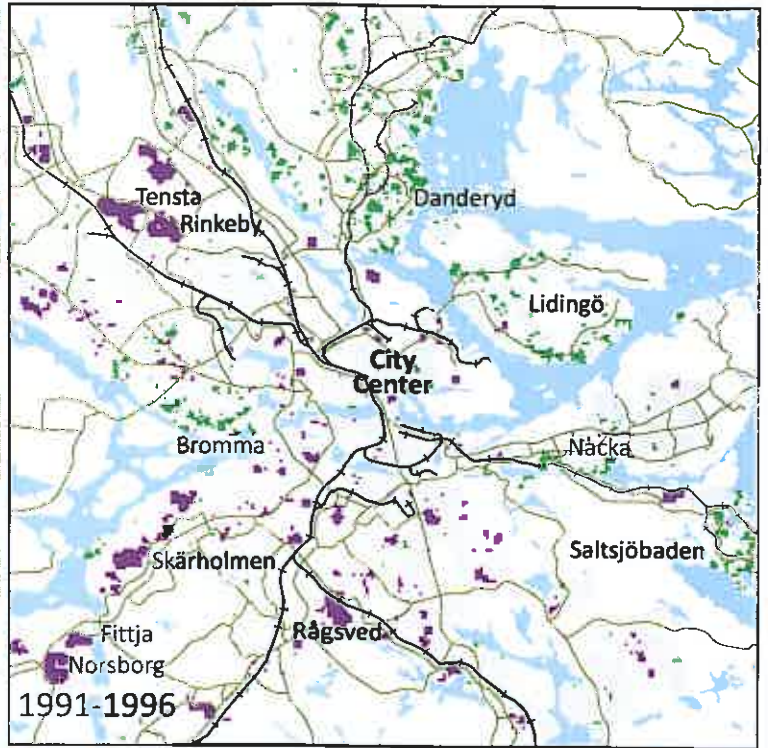 Tensta
Rinkeby
Danderyd
Lidingö
City
Center
Bromma
Nacka
Skärholmen
Saltsjöbaden
Fittja
Rågsved
Norsborg
1991-1996